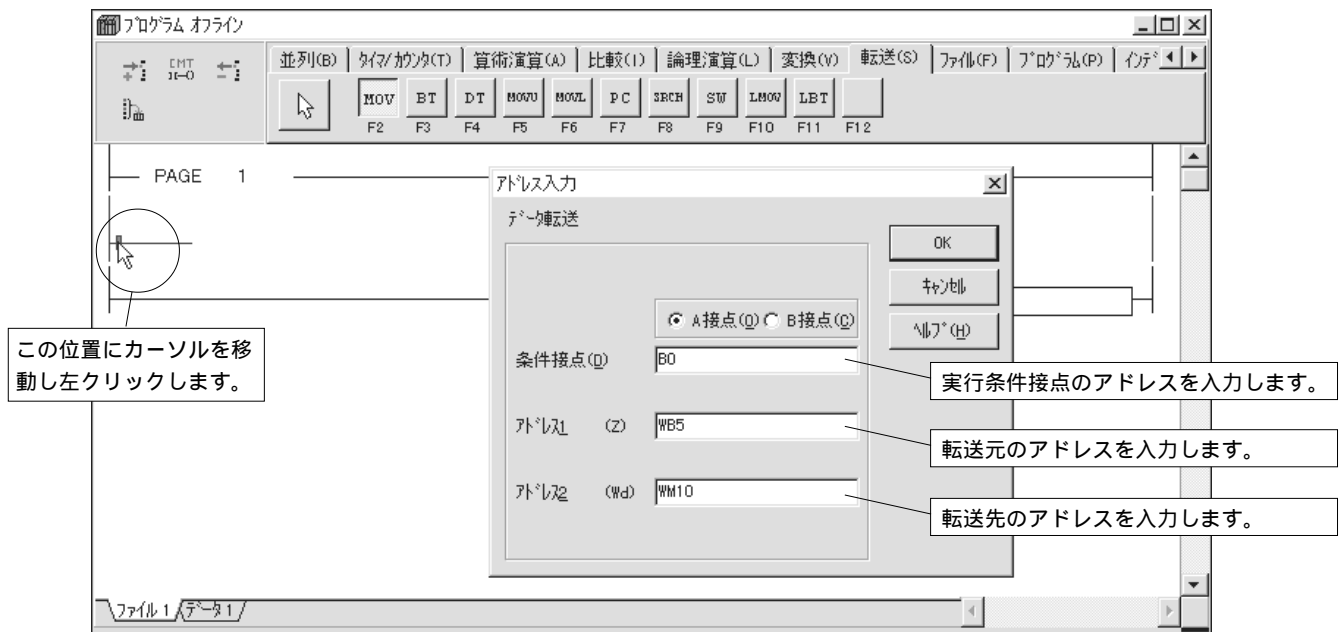 プログラム オフライン
並列(B) タイマ/カウンタ(T) 算術演算(A) 比較(I) 論理演算(L) 変換(V) 転送(S) ファイル(F) プログラム(P) インデ
CMT
MOV BT DT MOVU MOVL PC SRCH SW LMOV LBT
F2 F3 F4 F5 F6 F7 F8 F9 F10 F11 F12
PAGE 1
アドレス入力
データ転送
OK
キャンセル
ヘルプ(H)
A接点(O) B接点(C)
条件接点(D) B0
アドレス1 (Z) WB5
アドレス2 (Wd) WM10
この位置にカーソルを移
動し左クリックします。
実行条件接点のアドレスを入力します。
転送元のアドレスを入力します。
転送先のアドレスを入力します。
ファイル1 データ1